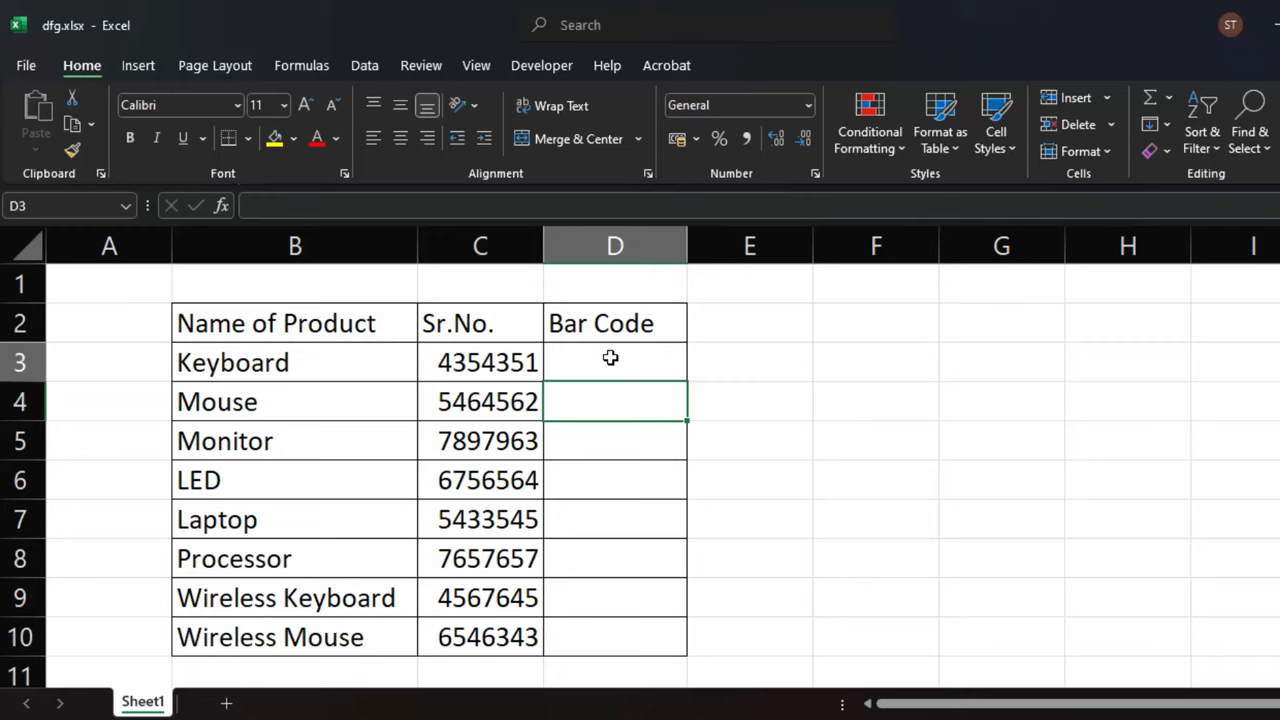 dfg.xlsx - Excel
Search
ST
File Home Insert Page Layout Formulas Data Review View Developer Help Acrobat
Paste
Clipboard
Calibri 11
B I U
Font
Wrap Text
Merge & Center
Alignment
General
Number
Conditional Formatting
Format as Table
Cell Styles
Styles
Insert
Delete
Format
Cells
Sort & Filter
Find & Select
Editing
D3 fx
A B C D E F G H I
1
2 Name of Product Sr.No. Bar Code
3 Keyboard 4354351
4 Mouse 5464562
5 Monitor 7897963
6 LED 6756564
7 Laptop 5433545
8 Processor 7657657
9 Wireless Keyboard 4567645
10 Wireless Mouse 6546343
11
Sheet1